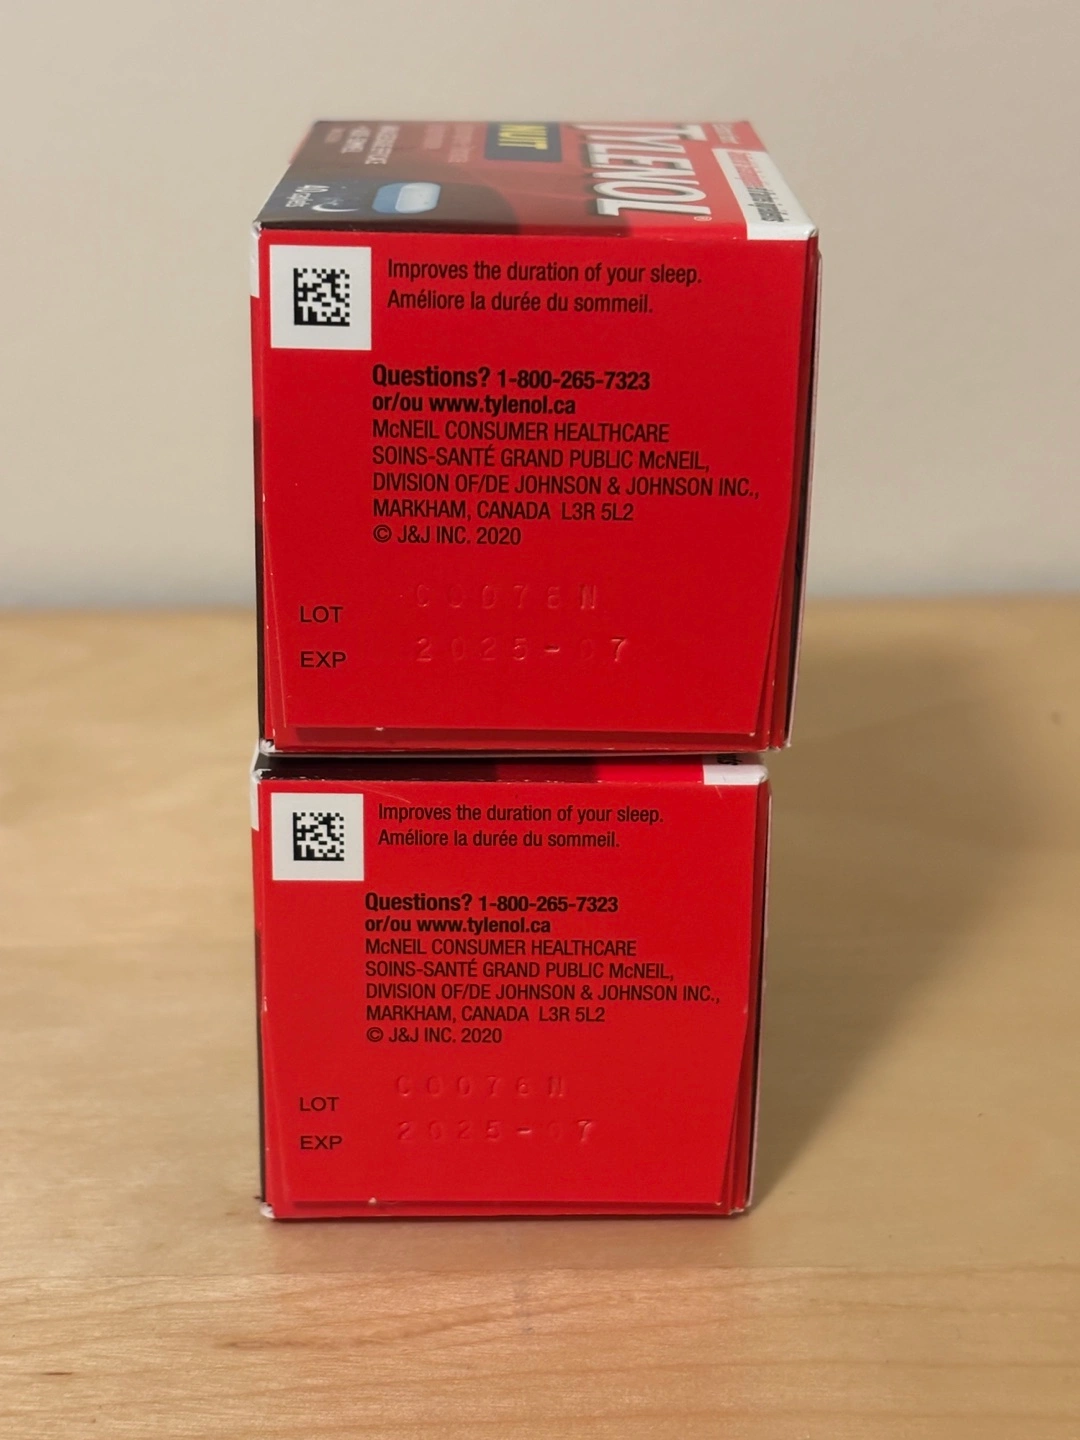 TYLENOL®
NUIT
40
Improves the duration of your sleep.
Améliore la durée du sommeil.
Questions? 1-800-265-7323
or/ou www.tylenol.ca
McNEIL CONSUMER HEALTHCARE
SOINS-SANTÉ GRAND PUBLIC McNEIL,
DIVISION OF/DE JOHNSON & JOHNSON INC.,
MARKHAM, CANADA L3R 5L2
© J&J INC. 2020
LOT C0076N
EXP 2025-07
Improves the duration of your sleep.
Améliore la durée du sommeil.
Questions? 1-800-265-7323
or/ou www.tylenol.ca
McNEIL CONSUMER HEALTHCARE
SOINS-SANTÉ GRAND PUBLIC McNEIL,
DIVISION OF/DE JOHNSON & JOHNSON INC.,
MARKHAM, CANADA L3R 5L2
© J&J INC. 2020
LOT C0076N
EXP 2025-07